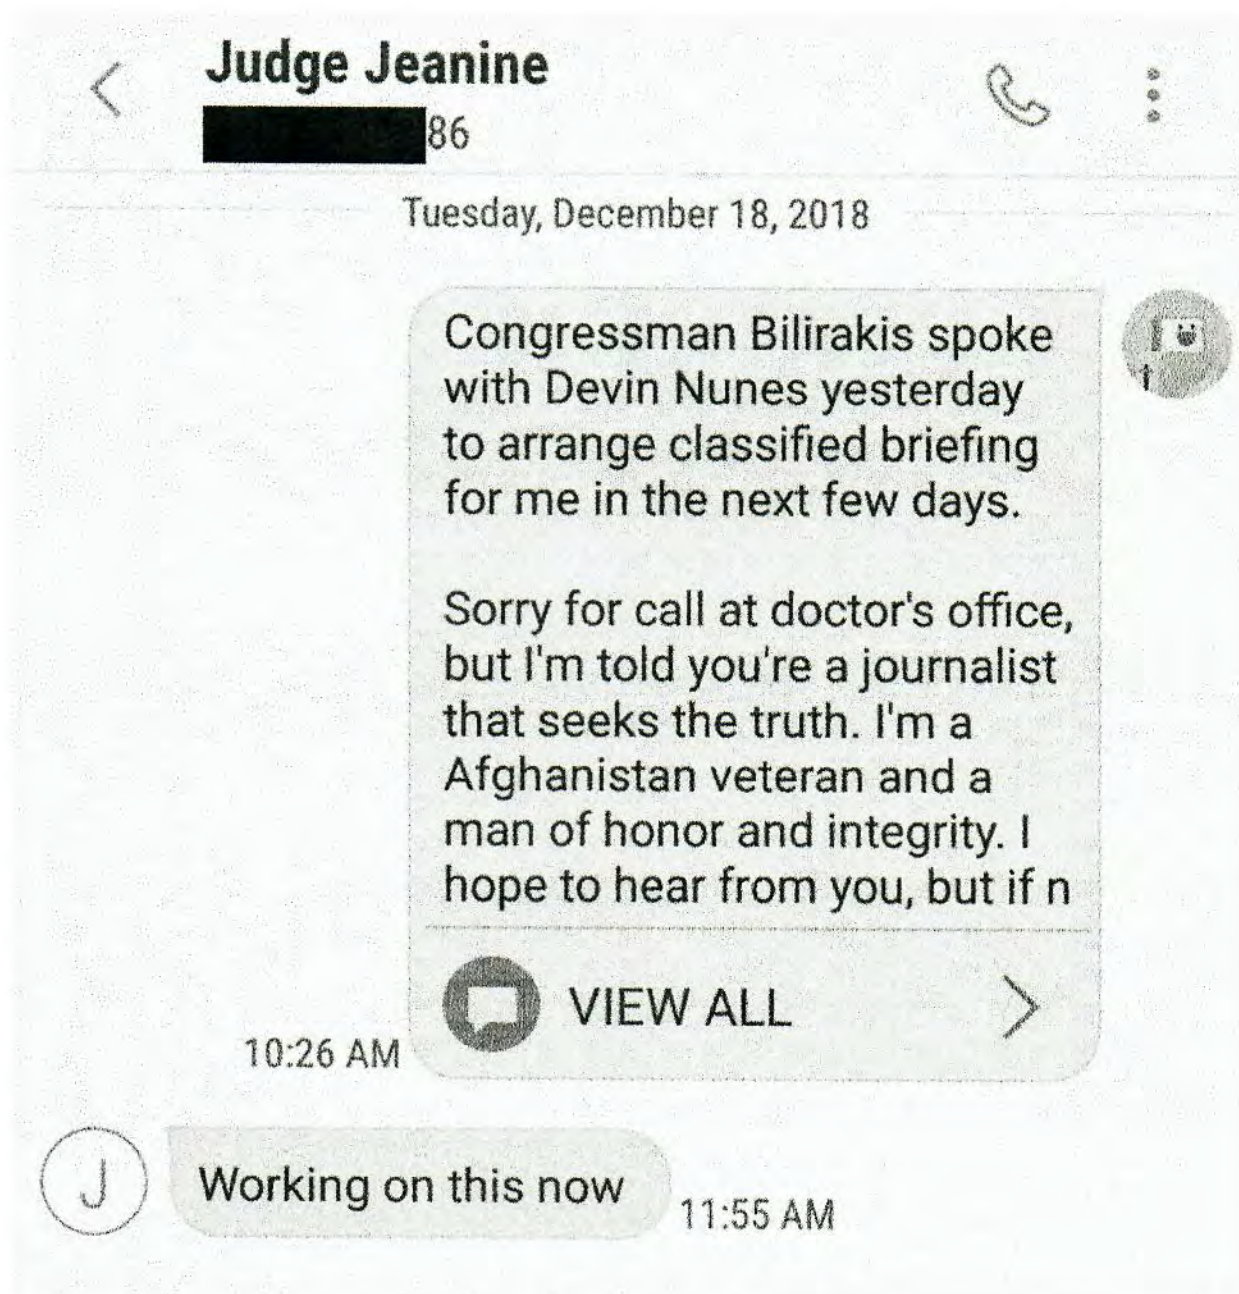 Judge Jeanine
86
Tuesday, December 18, 2018
Congressman Bilirakis spoke
with Devin Nunes yesterday
to arrange classified briefing
for me in the next few days.
Sorry for call at doctor's office,
but I'm told you're a journalist
that seeks the truth. I'm a
Afghanistan veteran and a
man of honor and integrity. I
hope to hear from you, but if n
VIEW ALL
10:26 AM
J
Working on this now
11:55 AM